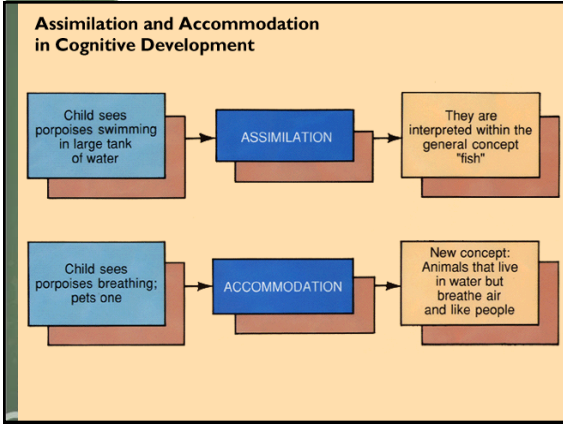 Assimilation and Accommodation
in Cognitive Development
Child sees
porpoises swimming
in large tank
of water
ASSIMILATION
They are
interpreted within the
general concept
"fish"
Child sees
porpoises breathing;
pets one
ACCOMMODATION
New concept:
Animals that live
in water but
breathe air
and like people